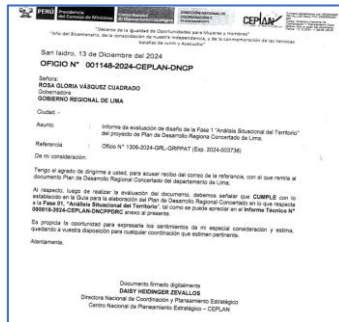 PERÚ Presidencia del Consejo de Ministros
CEPLAN
"Decenio de la Igualdad de Oportunidades para Mujeres y Hombres"
"Año del Bicentenario, de la consolidación de nuestra Independencia, y de la conmemoración de las heroicas batallas de Junín y Ayacucho"
San Isidro, 13 de Diciembre del 2024
OFICIO N° 001148-2024-CEPLAN-DNCP
Señora:
ROSA GLORIA VÁSQUEZ CUADRADO
Gobernadora
GOBIERNO REGIONAL DE LIMA
Ciudad. -
Asunto : Informe de evaluación de diseño de la Fase 1 "Análisis Situacional del Territorio"
del proyecto de Plan de Desarrollo Regional Concertado de Lima.
Referencia : Oficio N° 1306-2024-GRL-GRPPAT (Exp. 2024-003736)
De mi consideración:
Tengo el agrado de dirigirme a usted, para acusar recibo del correo de la referencia, con el que remite el
documento Plan de Desarrollo Regional Concertado del departamento de Lima.
Al respecto, luego de realizar la evaluación del documento, debemos señalar que CUMPLE con lo
establecido en la Guía para la elaboración del Plan de Desarrollo Regional Concertado en lo que respecta
a la Fase 01, "Análisis Situacional del Territorio", tal como se puede apreciar en el Informe Técnico N°
-2024-CEPLAN-DNCPPDRC anexo al presente.
Es propicia la oportunidad para expresarle los sentimientos de mi especial consideración y estima,
quedando a vuestra disposición para cualquier coordinación que estimen pertinente.
Atentamente,
Documento firmado digitalmente
DAISY HEIDINGER ZEVALLOS
Directora Nacional de Coordinación y Planeamiento Estratégico
Centro Nacional de Planeamiento Estratégico – CEPLAN